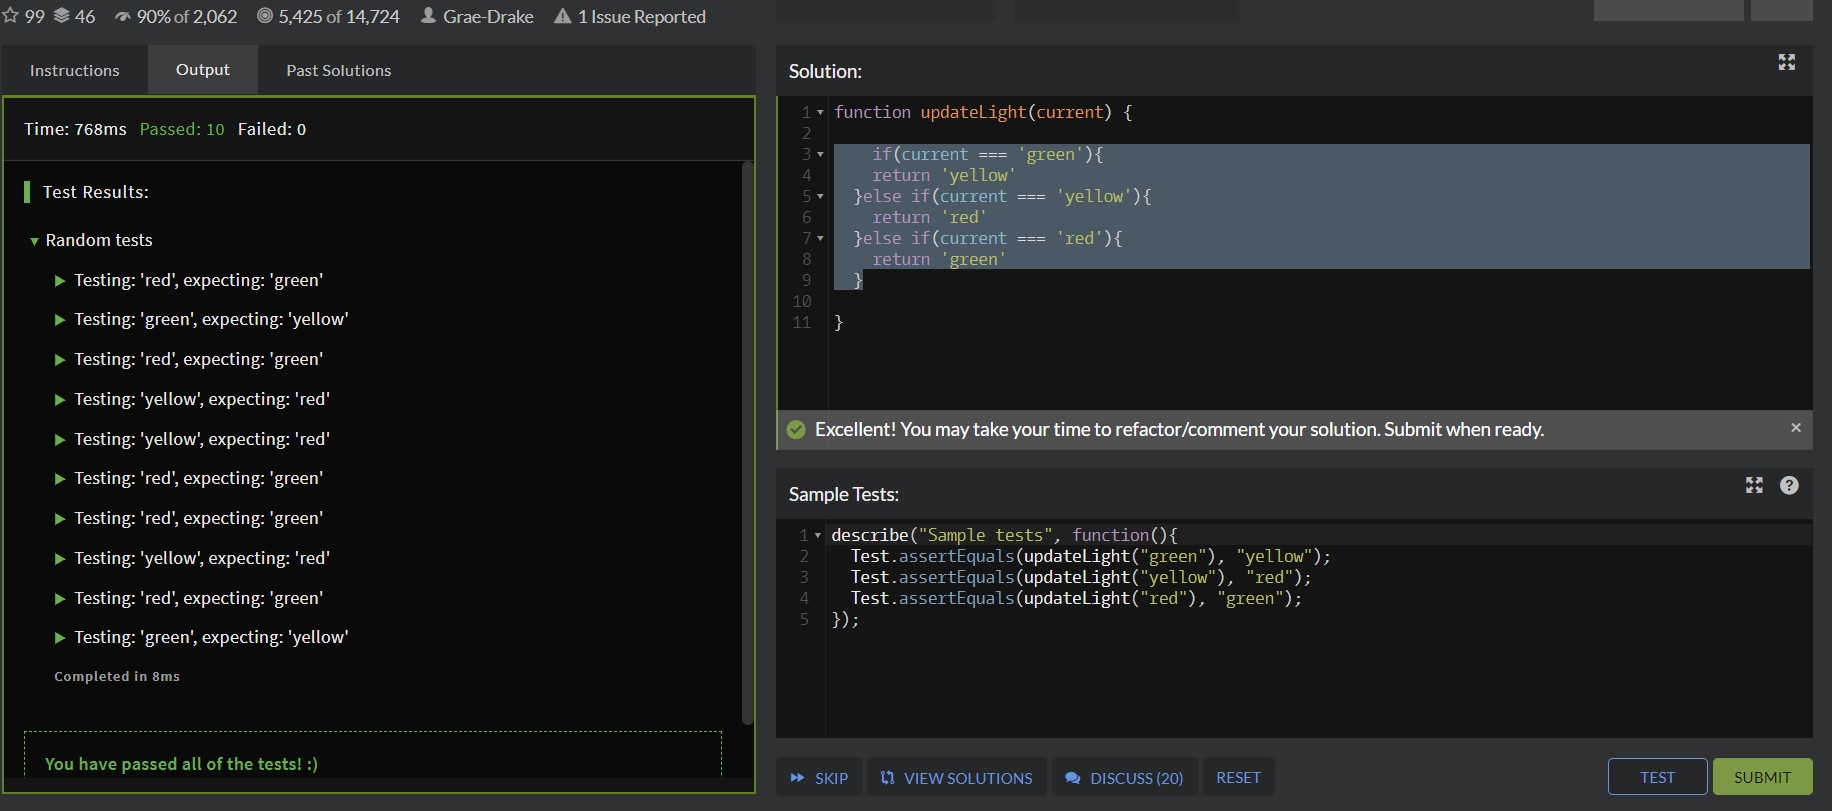 99 46 90% of 2,062 5,425 of 14,724 Grae-Drake 1 Issue Reported
Instructions Output Past Solutions
Time: 768ms Passed: 10 Failed: 0
Test Results:
Random tests
Testing: 'red', expecting: 'green'
Testing: 'green', expecting: 'yellow'
Testing: 'red', expecting: 'green'
Testing: 'yellow', expecting: 'red'
Testing: 'yellow', expecting: 'red'
Testing: 'red', expecting: 'green'
Testing: 'red', expecting: 'green'
Testing: 'yellow', expecting: 'red'
Testing: 'red', expecting: 'green'
Testing: 'green', expecting: 'yellow'
Completed in 8ms
You have passed all of the tests! :)
Solution:
1 function updateLight(current) {
2
3 if(current === 'green'){
4 return 'yellow'
5 }else if(current === 'yellow'){
6 return 'red'
7 }else if(current === 'red'){
8 return 'green'
9 }
10
11 }
Excellent! You may take your time to refactor/comment your solution. Submit when ready.
Sample Tests:
1 describe("Sample tests", function(){
2 Test.assertEquals(updateLight("green"), "yellow");
3 Test.assertEquals(updateLight("yellow"), "red");
4 Test.assertEquals(updateLight("red"), "green");
5 });
SKIP VIEW SOLUTIONS DISCUSS (20) RESET TEST SUBMIT